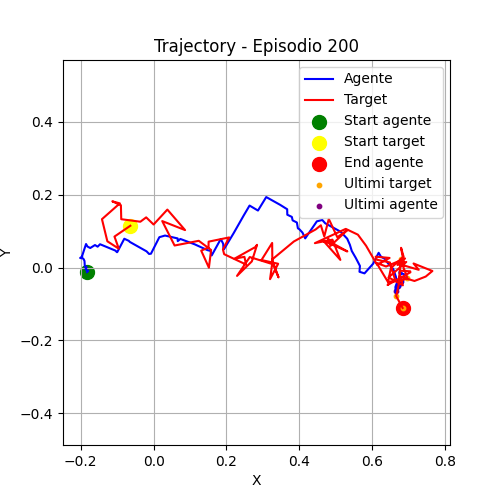 Trajectory - Episodio 200
Agente
Target
Start agente
Start target
End agente
Ultimi target
Ultimi agente
0.4
0.2
0.0
−0.2
−0.4
Y
−0.2
0.0
0.2
0.4
0.6
0.8
X